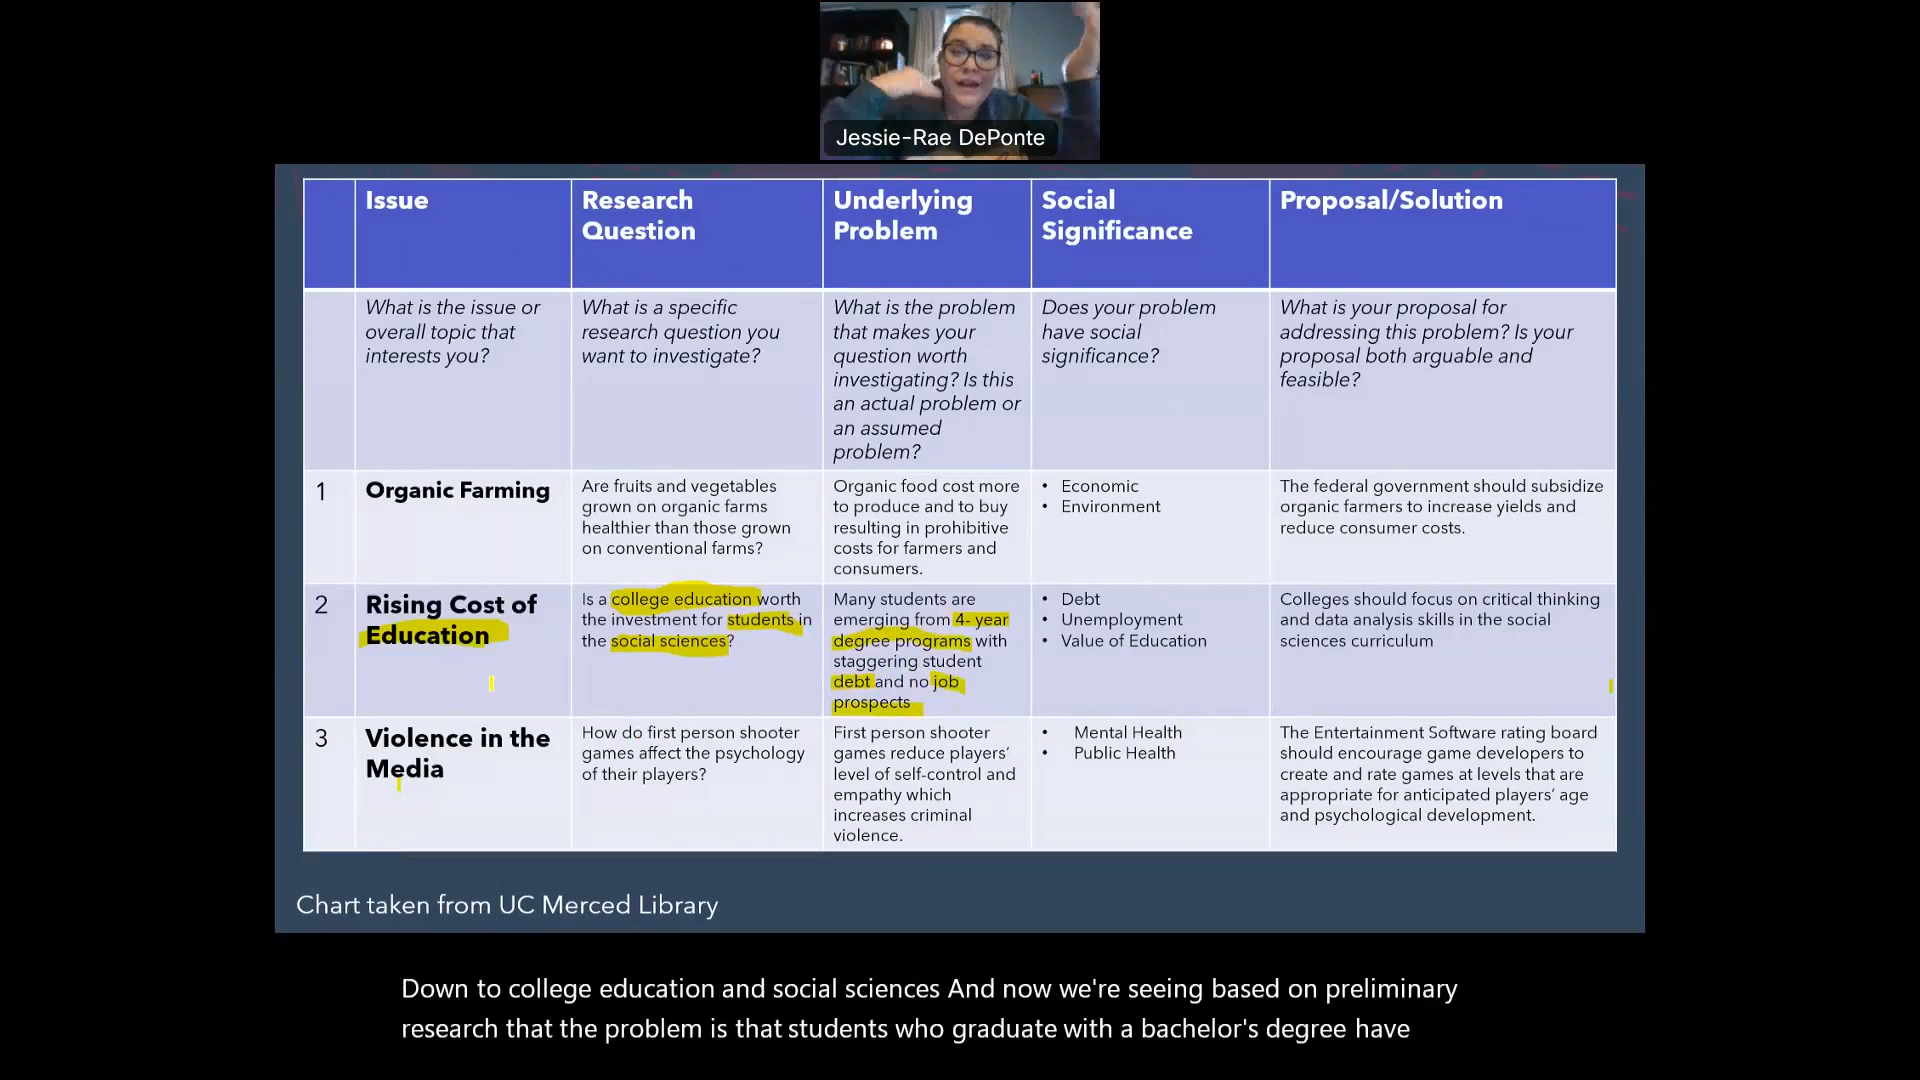 Jessie-Rae DePonte
Issue
Research
Question
Underlying
Problem
Social
Significance
Proposal/Solution
What is the issue or
overall topic that
interests you?
What is a specific
research question you
want to investigate?
What is the problem
that makes your
question worth
investigating? Is this
an actual problem or
an assumed
problem?
Does your problem
have social
significance?
What is your proposal for
addressing this problem? Is your
proposal both arguable and
feasible?
1
Organic Farming
Are fruits and vegetables
grown on organic farms
healthier than those grown
on conventional farms?
Organic food cost more
to produce and to buy
resulting in prohibitive
costs for farmers and
consumers.
• Economic
• Environment
The federal government should subsidize
organic farmers to increase yields and
reduce consumer costs.
2
Rising Cost of
Education
Is a college education worth
the investment for students in
the social sciences?
Many students are
emerging from 4- year
degree programs with
staggering student
debt and no job
prospects
• Debt
• Unemployment
• Value of Education
Colleges should focus on critical thinking
and data analysis skills in the social
sciences curriculum
3
Violence in the
Media
How do first person shooter
games affect the psychology
of their players?
First person shooter
games reduce players’
level of self-control and
empathy which
increases criminal
violence.
• Mental Health
• Public Health
The Entertainment Software rating board
should encourage game developers to
create and rate games at levels that are
appropriate for anticipated players’ age
and psychological development.
Chart taken from UC Merced Library
Down to college education and social sciences And now we're seeing based on preliminary
research that the problem is that students who graduate with a bachelor's degree have